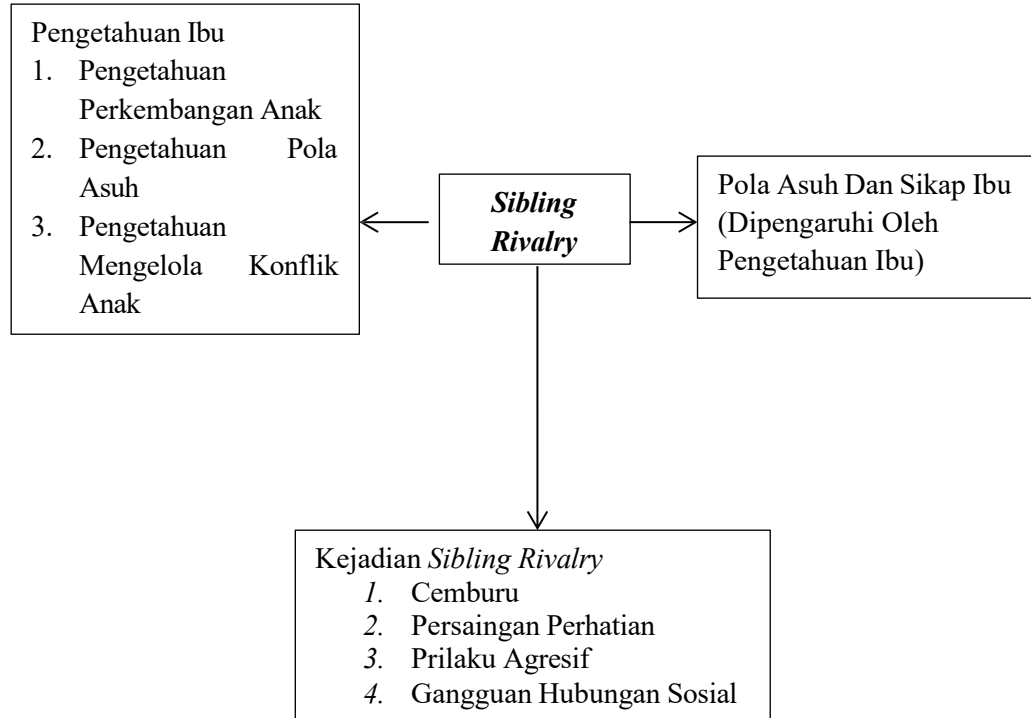 Pengetahuan Ibu
1. Pengetahuan
Perkembangan Anak
2. Pengetahuan Pola
Asuh
3. Pengetahuan
Mengelola Konflik
Anak
Sibling
Rivalry
Pola Asuh Dan Sikap Ibu
(Dipengaruhi Oleh
Pengetahuan Ibu)
Kejadian Sibling Rivalry
1. Cemburu
2. Persaingan Perhatian
3. Prilaku Agresif
4. Gangguan Hubungan Sosial